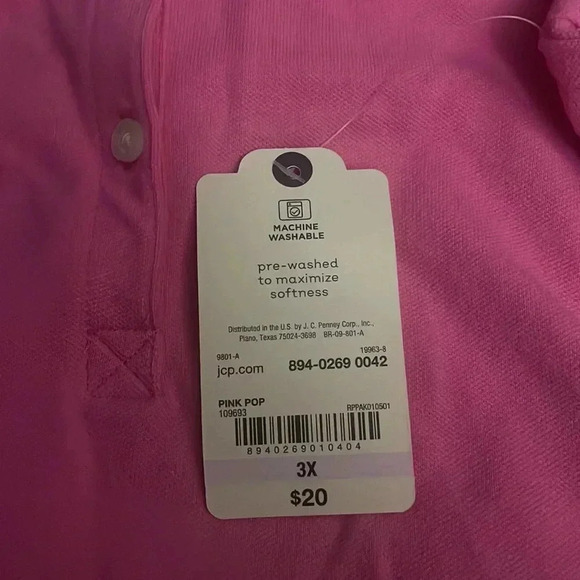 MACHINE
WASHABLE
pre-washed
to maximize
softness
Distributed in the U.S. by J. C. Penney Corp., Inc.,
Plano, Texas 75024-3698 BR-09-801-A
9801-A 19963-8
jcp.com 894-0269 0042
PINK POP
109693 RPPAK010501
8940269010404
3X
$20